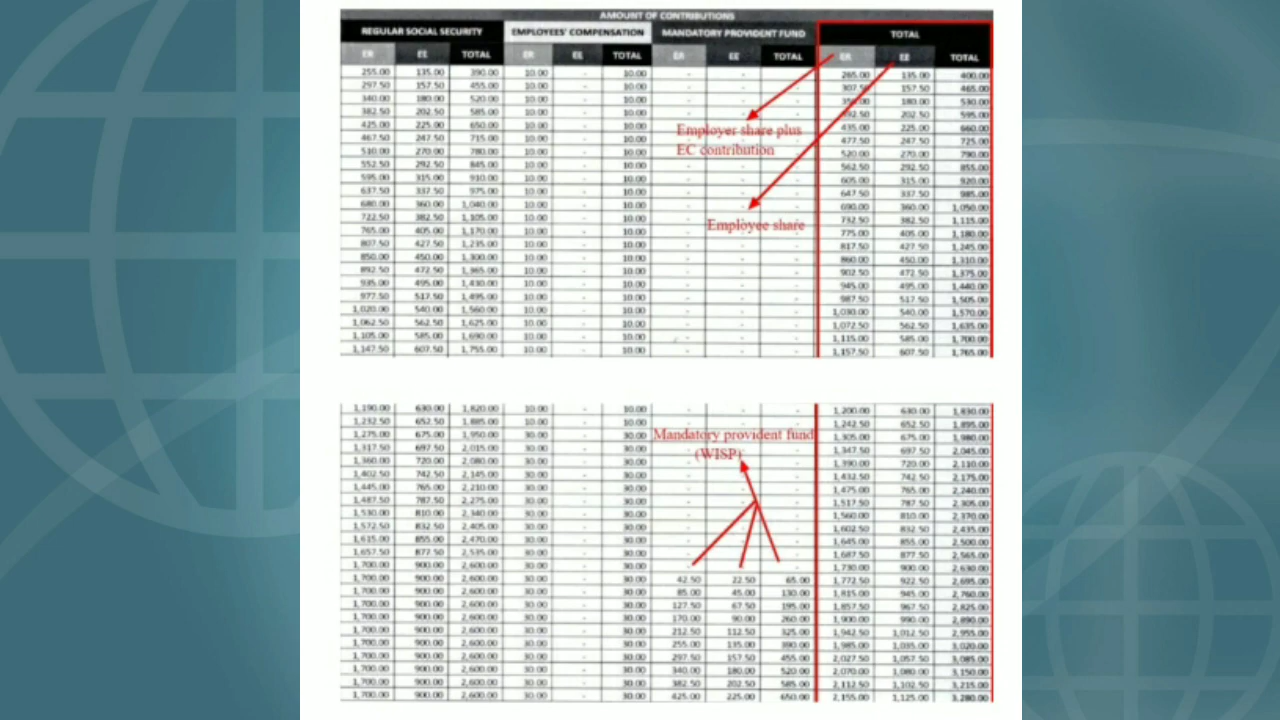 AMOUNT OF CONTRIBUTIONS
REGULAR SOCIAL SECURITY EMPLOYEES' COMPENSATION MANDATORY PROVIDENT FUND TOTAL
ER EE TOTAL ER EE TOTAL ER EE TOTAL ER EE TOTAL
255.00 135.00 390.00 10.00 - 10.00 - - - 265.00 135.00 400.00
297.50 157.50 455.00 10.00 - 10.00 - - - 307.50 157.50 465.00
340.00 180.00 520.00 10.00 - 10.00 - - - 350.00 180.00 530.00
382.50 202.50 585.00 10.00 - 10.00 - - - 392.50 202.50 595.00
425.00 225.00 650.00 10.00 - 10.00 - - - 435.00 225.00 660.00
Employer share plus
467.50 247.50 715.00 10.00 - 10.00 - - - 477.50 247.50 725.00
EC contribution
510.00 270.00 780.00 10.00 - 10.00 - - - 520.00 270.00 790.00
552.50 292.50 845.00 10.00 - 10.00 - - - 562.50 292.50 855.00
595.00 315.00 910.00 10.00 - 10.00 - - - 605.00 315.00 920.00
637.50 337.50 975.00 10.00 - 10.00 - - - 647.50 337.50 985.00
680.00 360.00 1,040.00 10.00 - 10.00 - - - 690.00 360.00 1,050.00
722.50 382.50 1,105.00 10.00 - 10.00 - - - 732.50 382.50 1,115.00
Employee share
765.00 405.00 1,170.00 10.00 - 10.00 - - - 775.00 405.00 1,180.00
807.50 427.50 1,235.00 10.00 - 10.00 - - - 817.50 427.50 1,245.00
850.00 450.00 1,300.00 10.00 - 10.00 - - - 860.00 450.00 1,310.00
892.50 472.50 1,365.00 10.00 - 10.00 - - - 902.50 472.50 1,375.00
935.00 495.00 1,430.00 10.00 - 10.00 - - - 945.00 495.00 1,440.00
977.50 517.50 1,495.00 10.00 - 10.00 - - - 987.50 517.50 1,505.00
1,020.00 540.00 1,560.00 10.00 - 10.00 - - - 1,030.00 540.00 1,570.00
1,062.50 562.50 1,625.00 10.00 - 10.00 - - - 1,072.50 562.50 1,635.00
1,105.00 585.00 1,690.00 10.00 - 10.00 - - - 1,115.00 585.00 1,700.00
1,147.50 607.50 1,755.00 10.00 - 10.00 - - - 1,157.50 607.50 1,765.00
1,190.00 630.00 1,820.00 10.00 - 10.00 - - - 1,200.00 630.00 1,830.00
1,232.50 652.50 1,885.00 10.00 - 10.00 - - - 1,242.50 652.50 1,895.00
Mandatory provident fund
1,275.00 675.00 1,950.00 30.00 - 30.00 1,305.00 675.00 1,980.00
1,317.50 697.50 2,015.00 30.00 - 30.00 - - - 1,347.50 697.50 2,045.00
(WISP)
1,360.00 720.00 2,080.00 30.00 - 30.00 - - - 1,390.00 720.00 2,110.00
1,402.50 742.50 2,145.00 30.00 - 30.00 - - - 1,432.50 742.50 2,175.00
1,445.00 765.00 2,210.00 30.00 - 30.00 - - - 1,475.00 765.00 2,240.00
1,487.50 787.50 2,275.00 30.00 - 30.00 - - - 1,517.50 787.50 2,305.00
1,530.00 810.00 2,340.00 30.00 - 30.00 - - - 1,560.00 810.00 2,370.00
1,572.50 832.50 2,405.00 30.00 - 30.00 - - - 1,602.50 832.50 2,435.00
1,615.00 855.00 2,470.00 30.00 - 30.00 - - - 1,645.00 855.00 2,500.00
1,657.50 877.50 2,535.00 30.00 - 30.00 - - - 1,687.50 877.50 2,565.00
1,700.00 900.00 2,600.00 30.00 - 30.00 - - - 1,730.00 900.00 2,630.00
1,700.00 900.00 2,600.00 30.00 - 30.00 42.50 22.50 65.00 1,772.50 922.50 2,695.00
1,700.00 900.00 2,600.00 30.00 - 30.00 85.00 45.00 130.00 1,815.00 945.00 2,760.00
1,700.00 900.00 2,600.00 30.00 - 30.00 127.50 67.50 195.00 1,857.50 967.50 2,825.00
1,700.00 900.00 2,600.00 30.00 - 30.00 170.00 90.00 260.00 1,900.00 990.00 2,890.00
1,700.00 900.00 2,600.00 30.00 - 30.00 212.50 112.50 325.00 1,942.50 1,012.50 2,955.00
1,700.00 900.00 2,600.00 30.00 - 30.00 255.00 135.00 390.00 1,985.00 1,035.00 3,020.00
1,700.00 900.00 2,600.00 30.00 - 30.00 297.50 157.50 455.00 2,027.50 1,057.50 3,085.00
1,700.00 900.00 2,600.00 30.00 - 30.00 340.00 180.00 520.00 2,070.00 1,080.00 3,150.00
1,700.00 900.00 2,600.00 30.00 - 30.00 382.50 202.50 585.00 2,112.50 1,102.50 3,215.00
1,700.00 900.00 2,600.00 30.00 - 30.00 425.00 225.00 650.00 2,155.00 1,125.00 3,280.00